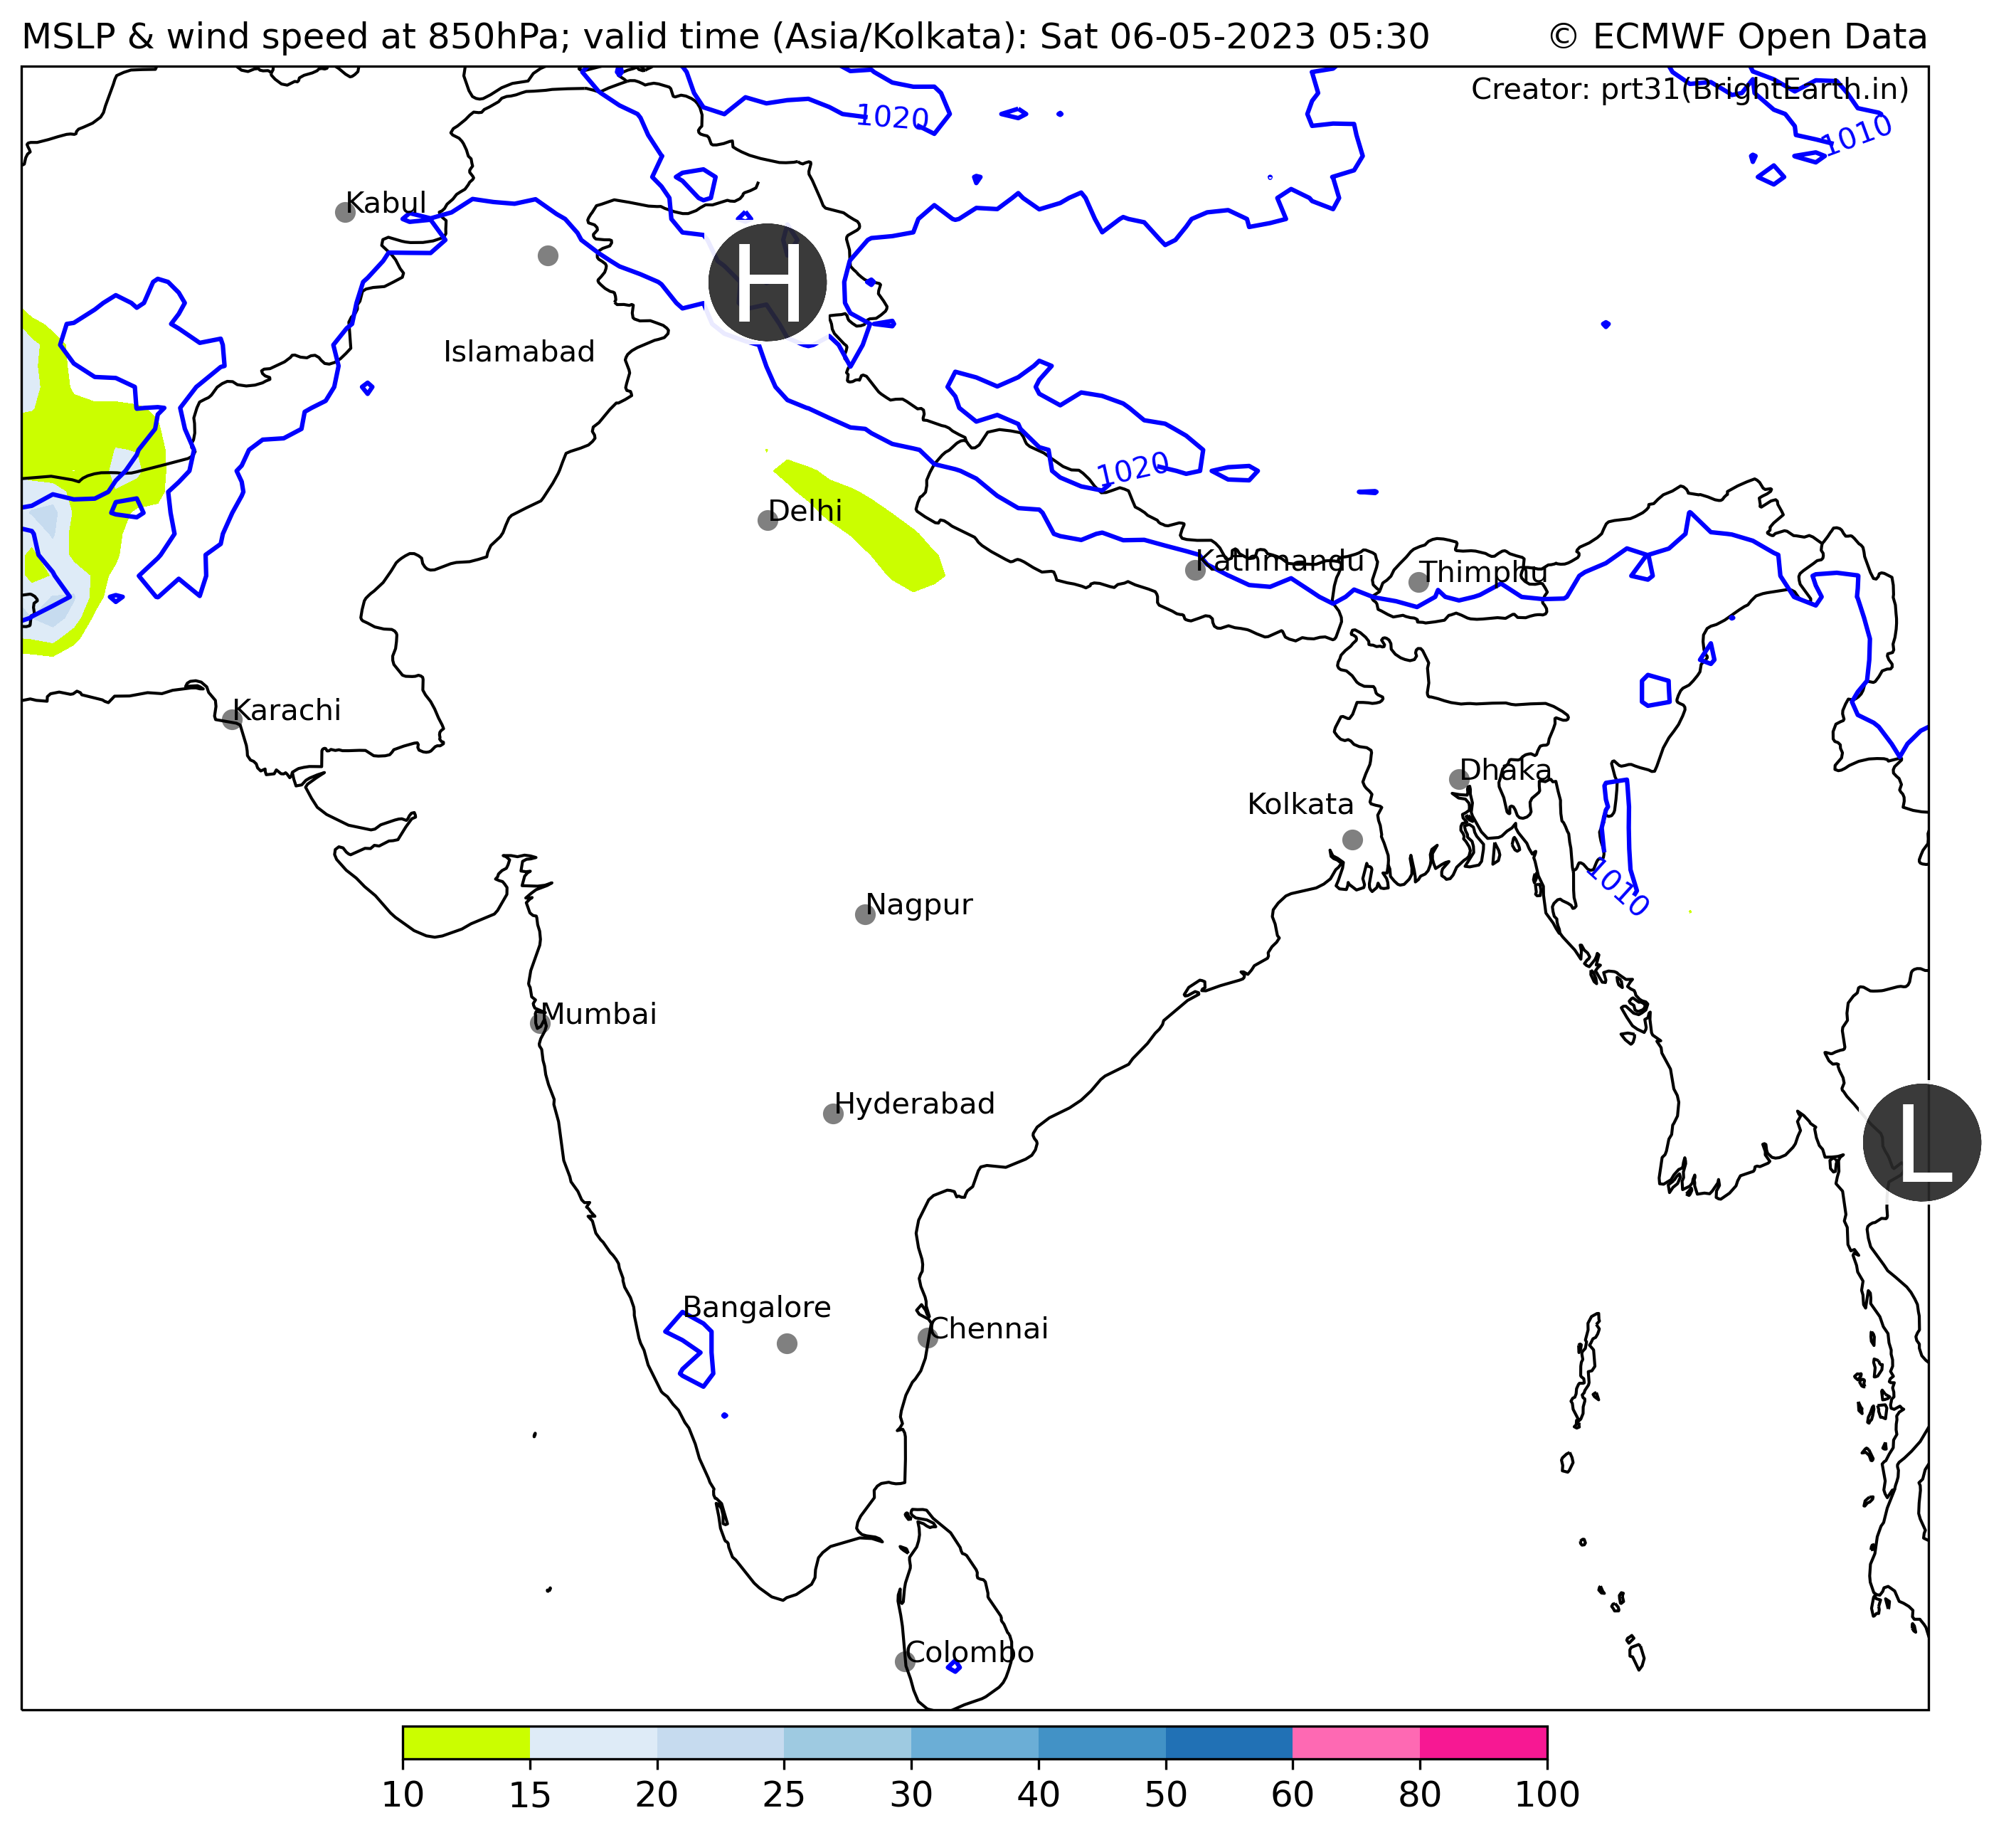 MSLP & wind speed at 850hPa; valid time (Asia/Kolkata): Sat 06-05-2023 05:30
© ECMWF Open Data
Creator: prt31(BrightEarth.in)
1020
1010
Kabul
H
Islamabad
1020
Delhi
Kathmandu
Thimphu
Karachi
Dhaka
Kolkata
1010
Nagpur
Mumbai
Hyderabad
L
Bangalore
Chennai
Colombo
10 15 20 25 30 40 50 60 80 100